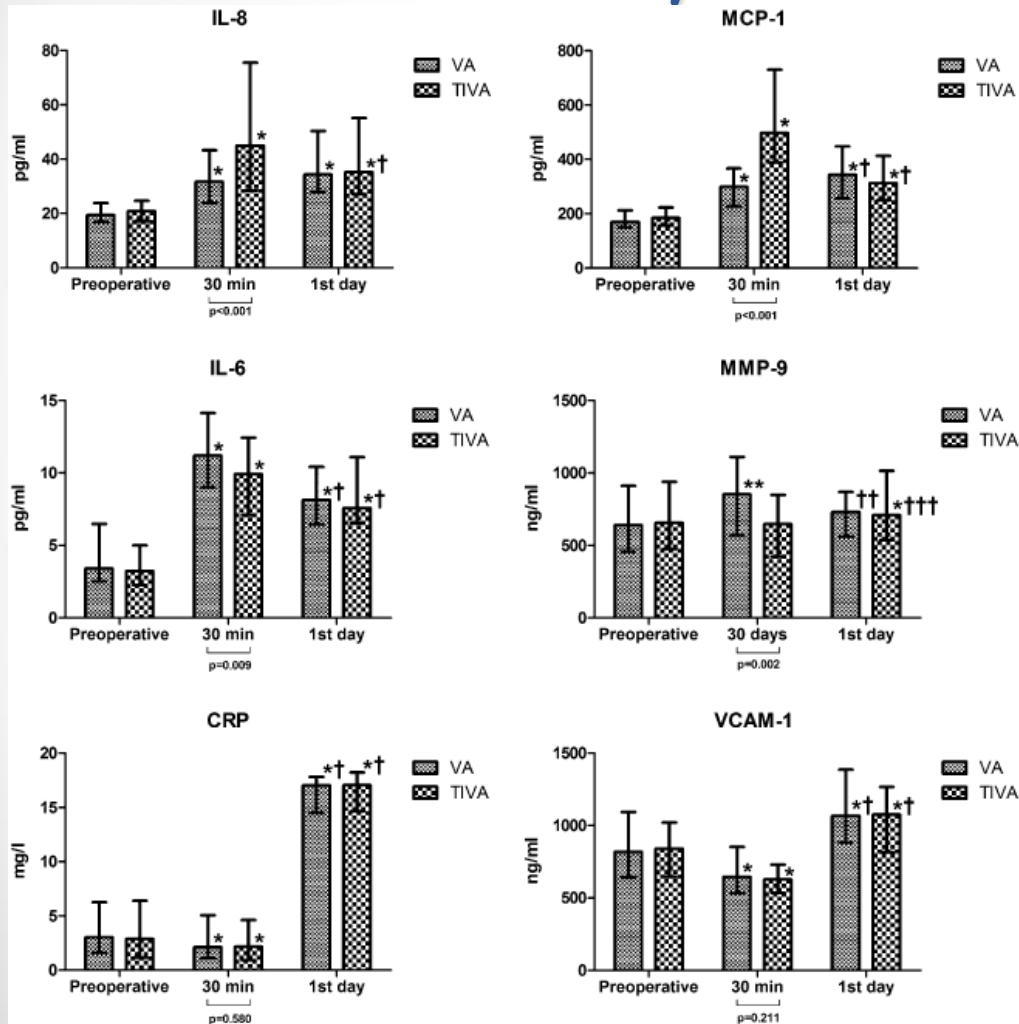 IL-8
80
60
40
20
0
pg/ml
* * * *†
Preoperative 30 min 1st day
p<0.001
VA
TIVA
MCP-1
800
600
400
200
0
pg/ml
* * *† *†
Preoperative 30 min 1st day
p<0.001
VA
TIVA
IL-6
15
10
5
0
pg/ml
* * *† *†
Preoperative 30 min 1st day
p=0.009
VA
TIVA
MMP-9
1500
1000
500
0
ng/ml
** †† *†††
Preoperative 30 days 1st day
p=0.002
VA
TIVA
CRP
20
15
10
5
0
mg/l
* * *† *†
Preoperative 30 min 1st day
p=0.580
VA
TIVA
VCAM-1
1500
1000
500
0
ng/ml
* * *† *†
Preoperative 30 min 1st day
p=0.211
VA
TIVA